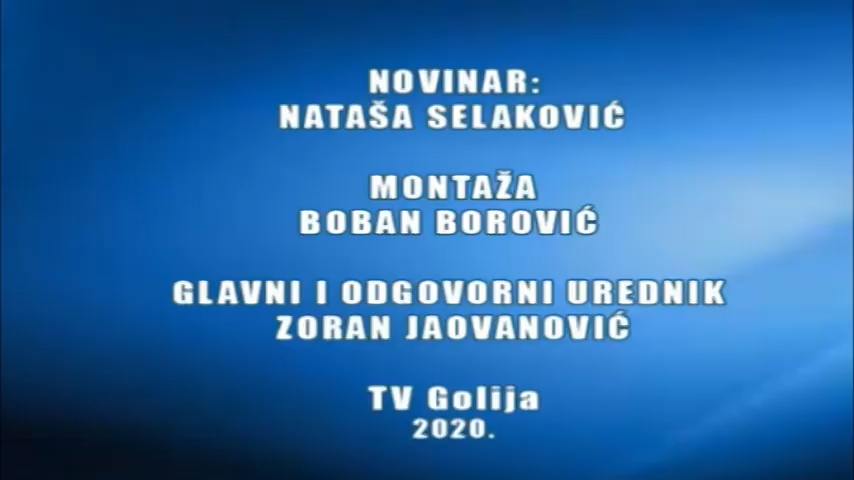 NOVINAR:
NATAŠA SELAKOVIĆ
MONTAŽA
BOBAN BOROVIĆ
GLAVNI I ODGOVORNI UREDNIK
ZORAN JAOVANOVIĆ
TV Golija
2020.